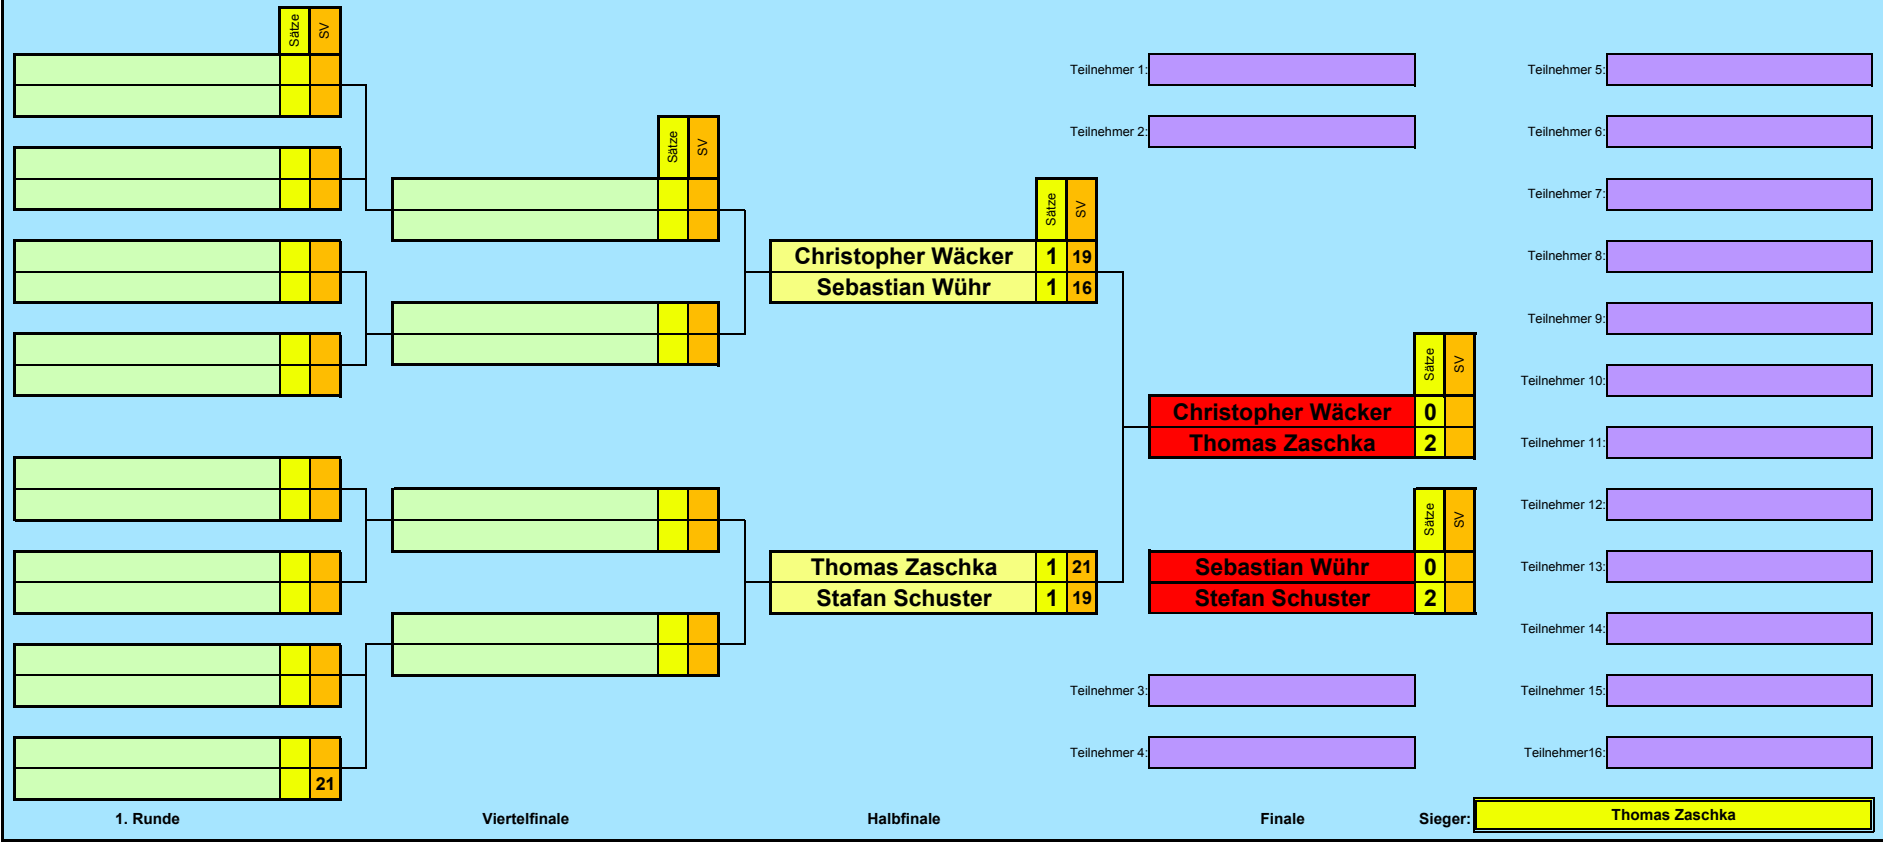 Sätze SV
Teilnehmer 1:
Teilnehmer 5:
Sätze SV
Teilnehmer 2:
Teilnehmer 6:
Sätze SV
Teilnehmer 7:
Christopher Wäcker 1 19
Teilnehmer 8:
Sebastian Wühr 1 16
Teilnehmer 9:
Sätze SV
Teilnehmer 10:
Christopher Wäcker 0
Thomas Zaschka 2
Teilnehmer 11:
Sätze SV
Teilnehmer 12:
Thomas Zaschka 1 21
Sebastian Wühr 0
Teilnehmer 13:
Stafan Schuster 1 19
Stefan Schuster 2
Teilnehmer 14:
Teilnehmer 3:
Teilnehmer 15:
Teilnehmer 4:
Teilnehmer16:
21
1. Runde
Viertelfinale
Halbfinale
Finale
Sieger: Thomas Zaschka